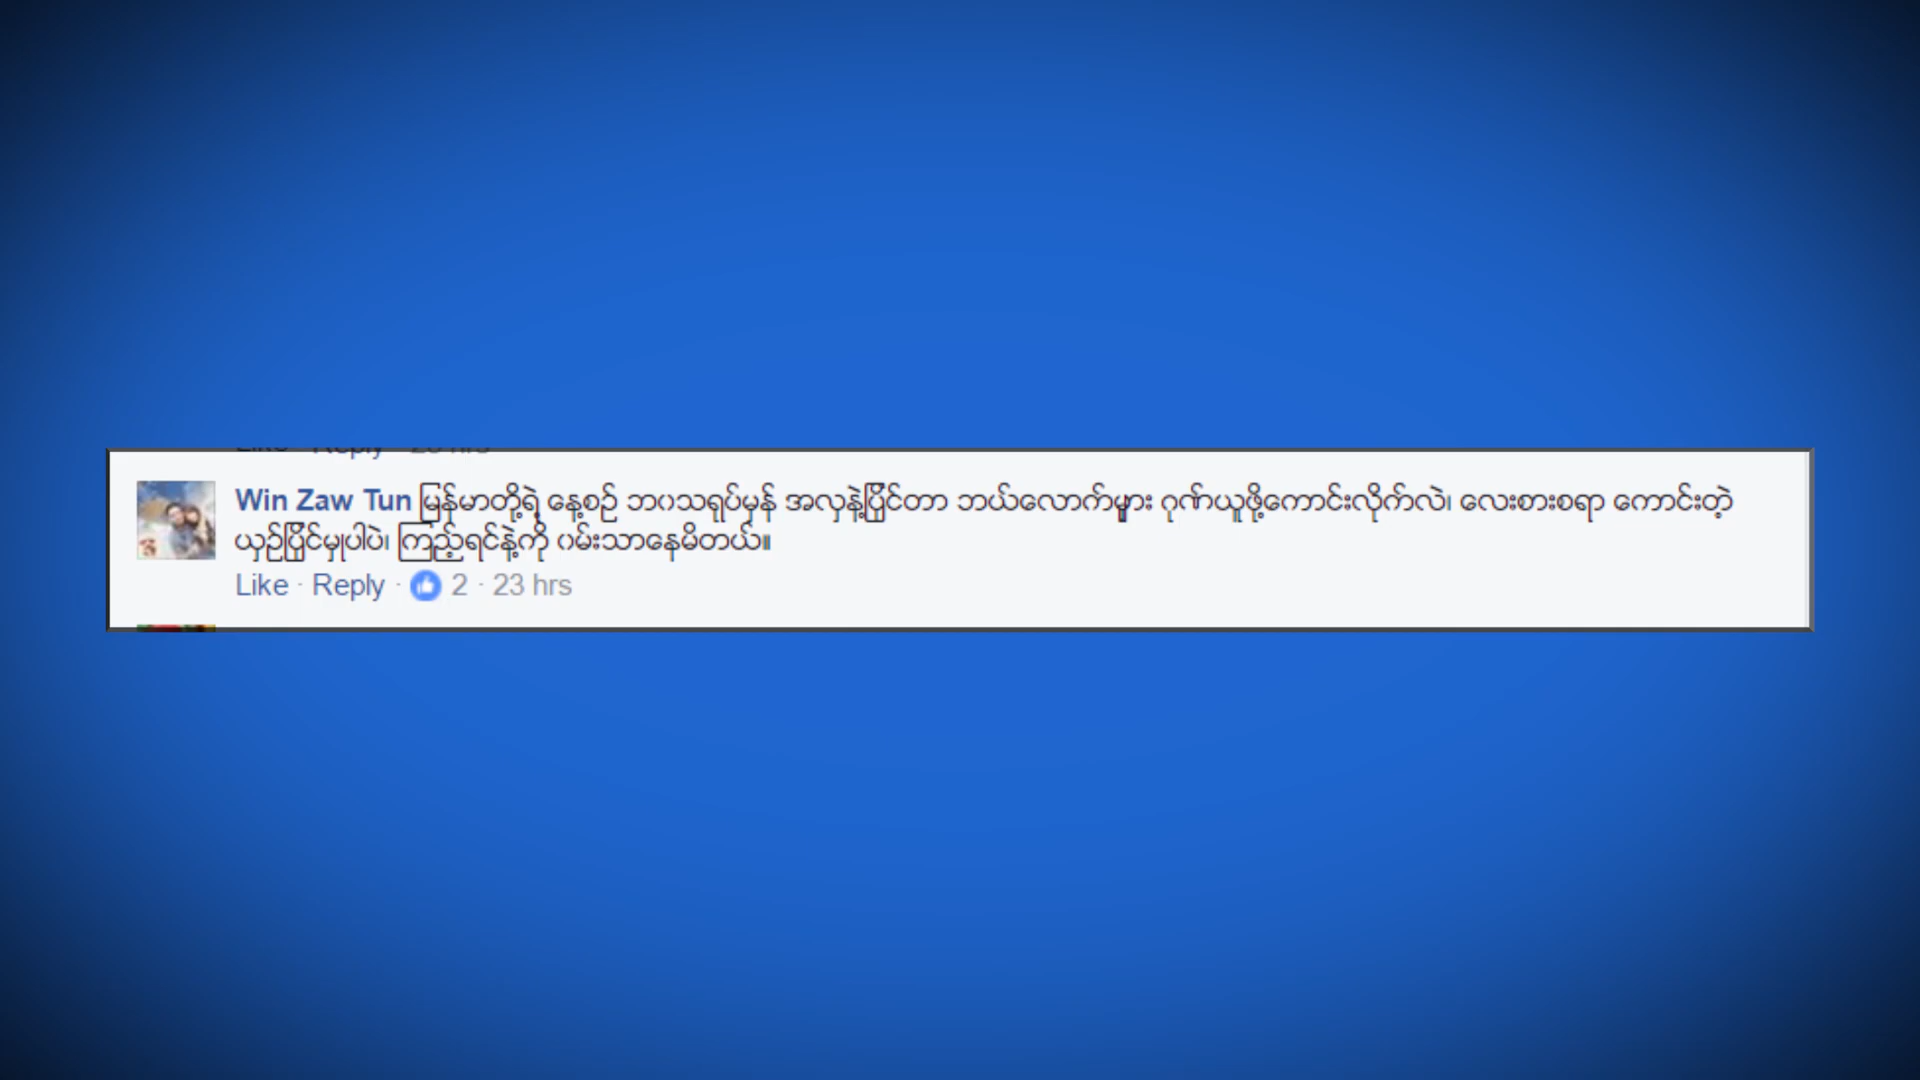 Win Zaw Tun မြန်မာတို့ရဲ့ နေ့စဉ် ဘ၀သရုပ်မှန် အလှနဲ့ပြိုင်တာ ဘယ်လောက်များ ဂုဏ်ယူဖို့ကောင်းလိုက်လဲ၊ လေးစားစရာ ကောင်းတဲ့
ယှဉ်ပြိုင်မှုပါပဲ၊ ကြည့်ရင်နဲ့ကို ၀မ်းသာနေမိတယ်။
Like · Reply · 2 · 23 hrs